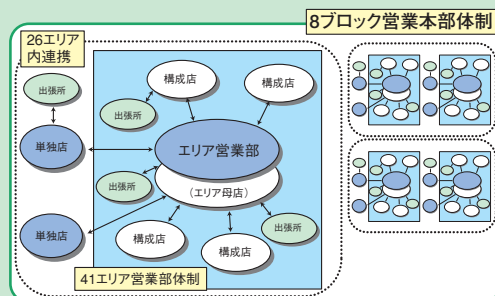 8ブロック営業本部体制
26エリア
内連携
出張所
構成店
構成店
出張所
単独店
エリア営業部
出張所
(エリア母店)
単独店
構成店
構成店
出張所
41エリア営業部体制